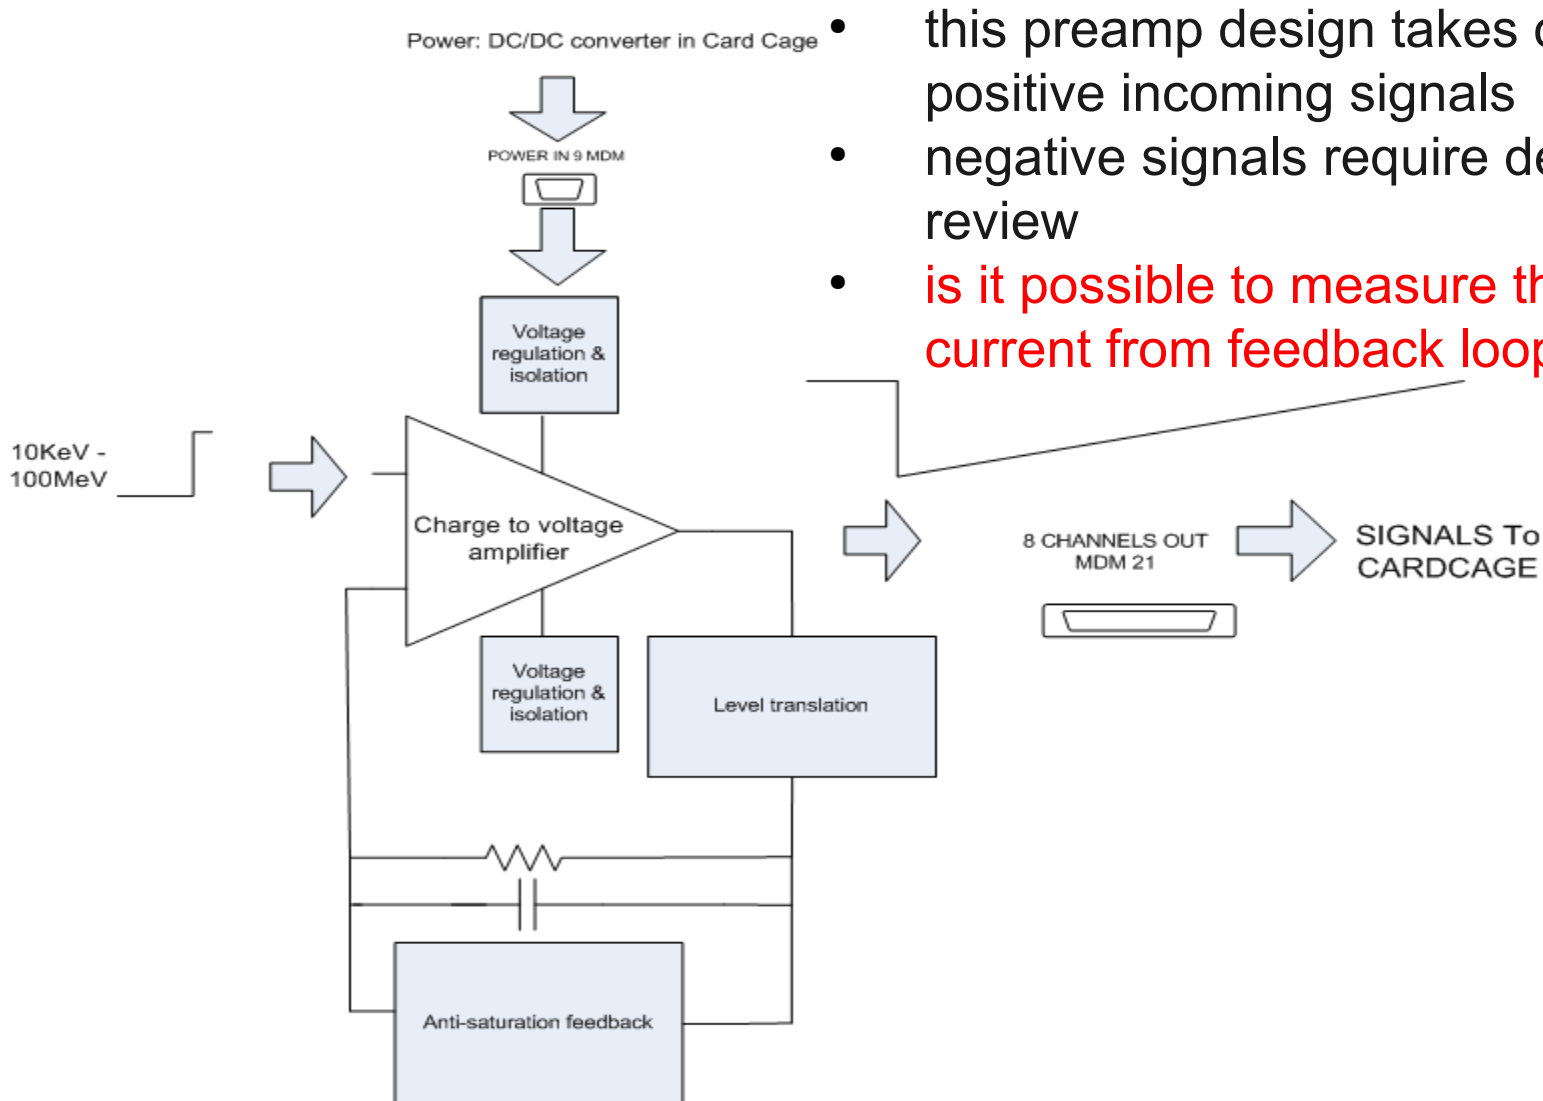 Power: DC/DC converter in Card Cage
• this preamp design takes
positive incoming signals
• negative signals require
review
• is it possible to measure
current from feedback
POWER IN 9 MDM
Voltage
regulation &
isolation
10KeV -
100MeV
Charge to voltage
amplifier
8 CHANNELS OUT
MDM 21
SIGNALS To
CARDCAGE
Voltage
regulation &
isolation
Level translation
Anti-saturation feedback